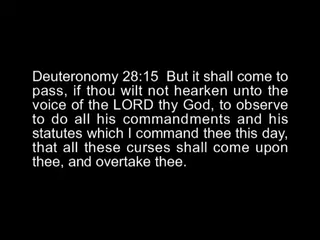 Deuteronomy 28:15  But it shall come to
pass, if thou wilt not hearken unto the
voice of the LORD thy God, to observe
to do all his commandments and his
statutes which I command thee this day,
that all these curses shall come upon
thee, and overtake thee.